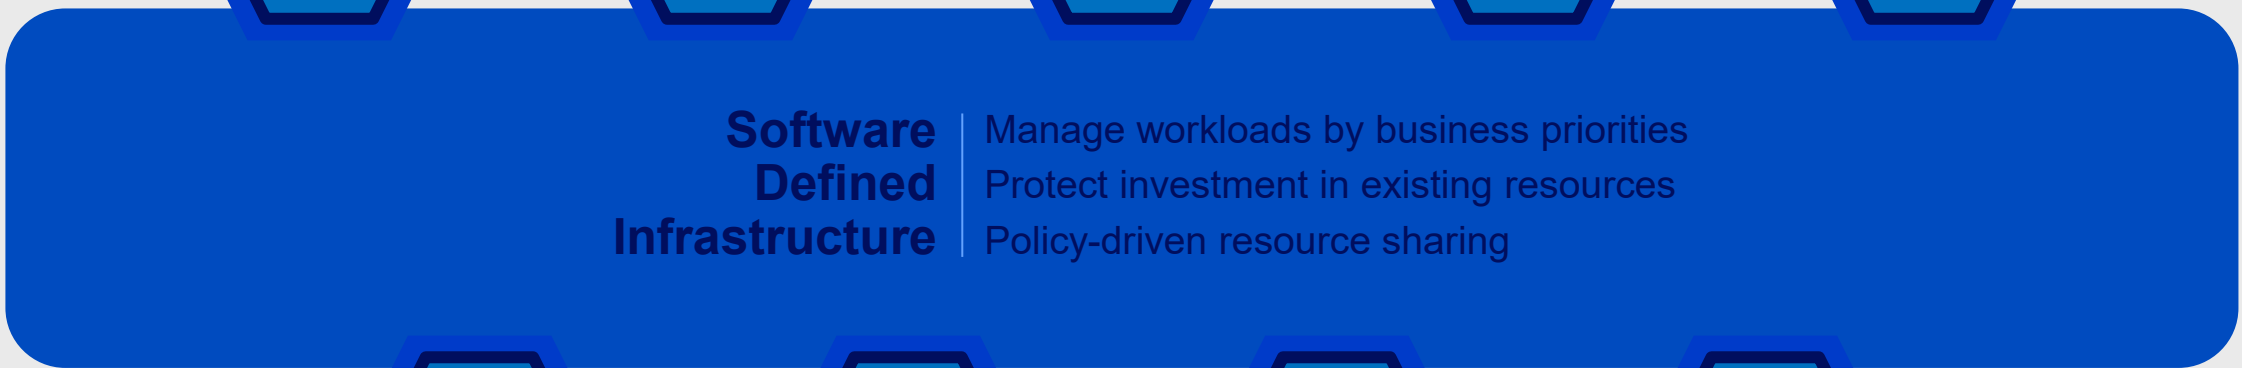 Software
Defined
Infrastructure
Manage workloads by business priorities
Protect investment in existing resources
Policy-driven resource sharing